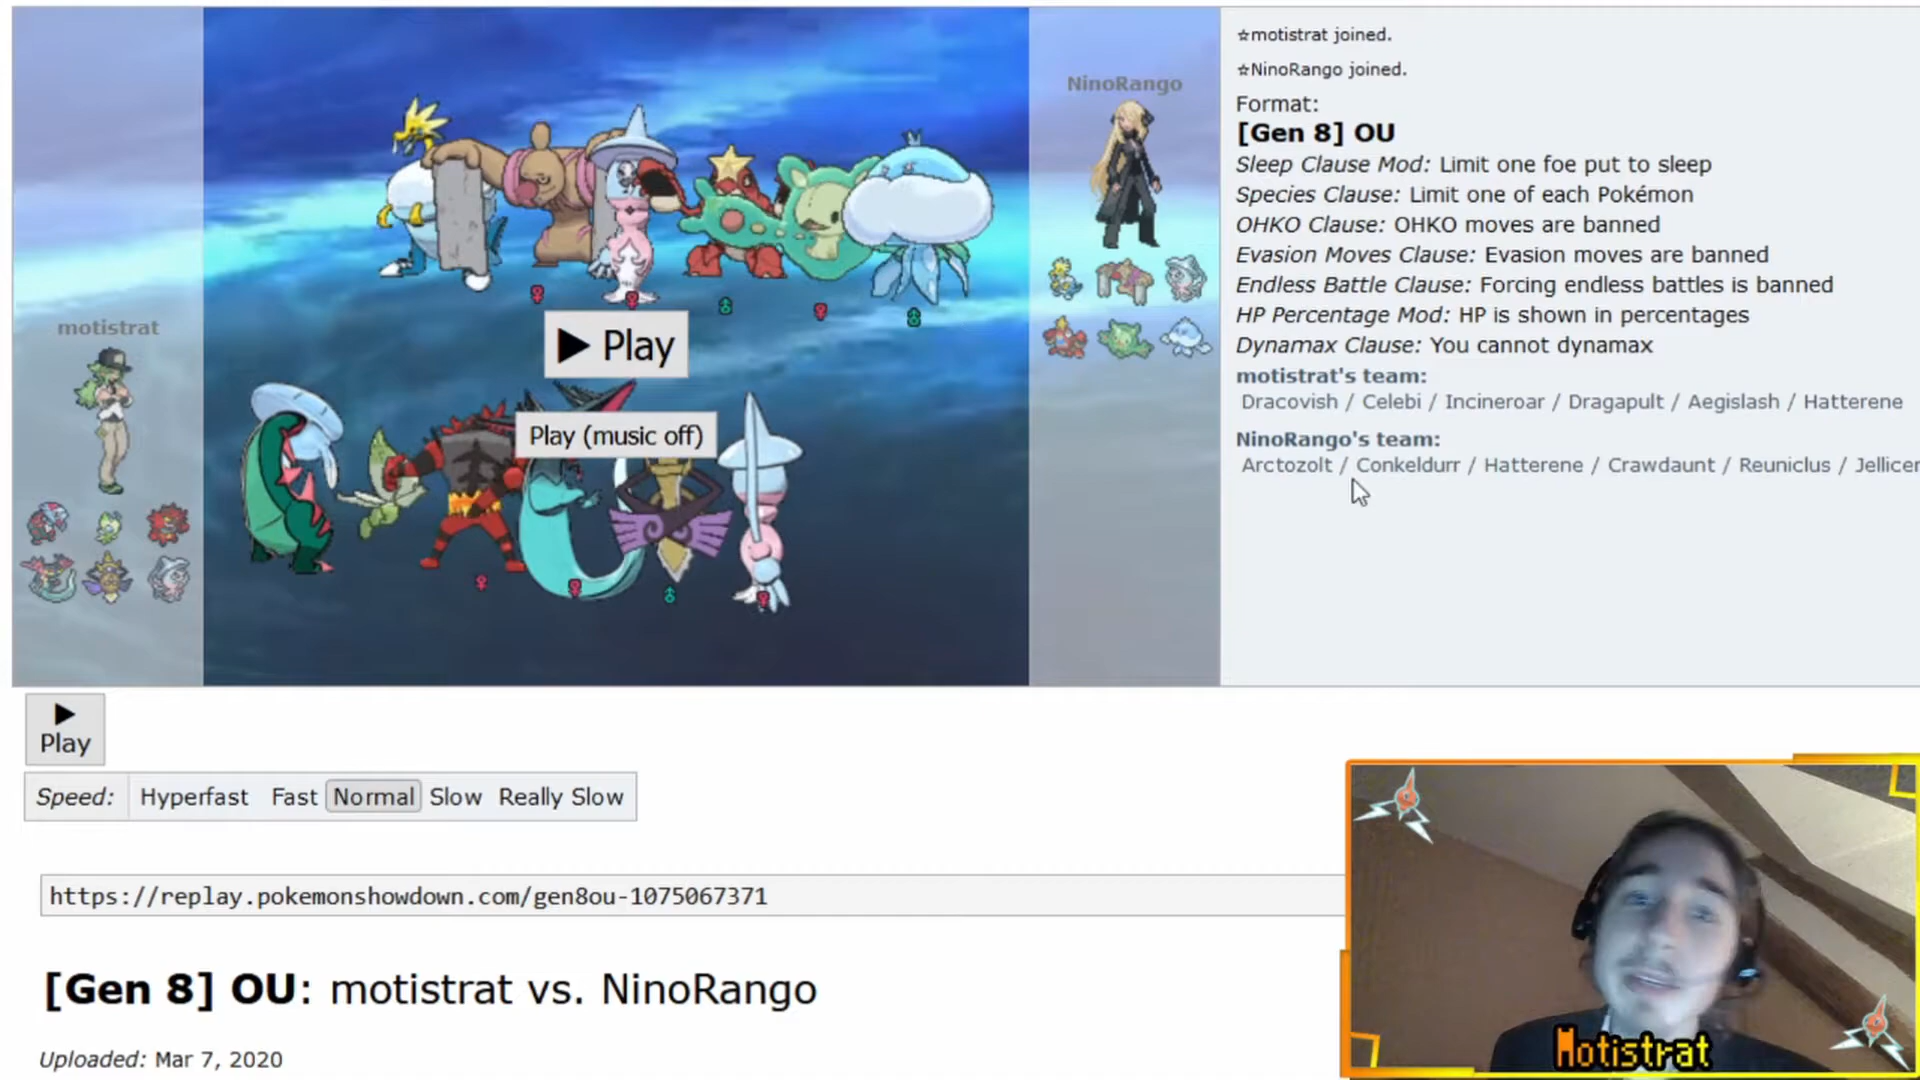 ☆motistrat joined.
☆NinoRango joined.
NinoRango
Format:
[Gen 8] OU
Sleep Clause Mod: Limit one foe put to sleep
Species Clause: Limit one of each Pokémon
OHKO Clause: OHKO moves are banned
Evasion Moves Clause: Evasion moves are banned
Endless Battle Clause: Forcing endless battles is banned
HP Percentage Mod: HP is shown in percentages
Dynamax Clause: You cannot dynamax
motistrat's team:
Dracovish / Celebi / Incineroar / Dragapult / Aegislash / Hatterene
NinoRango's team:
Arctozolt / Conkeldurr / Hatterene / Crawdaunt / Reuniclus / Jellicer
motistrat
▶ Play
Play (music off)
▶
Play
Speed: Hyperfast Fast Normal Slow Really Slow
https://replay.pokemonshowdown.com/gen8ou-1075067371
[Gen 8] OU: motistrat vs. NinoRango
Uploaded: Mar 7, 2020
Motistrat